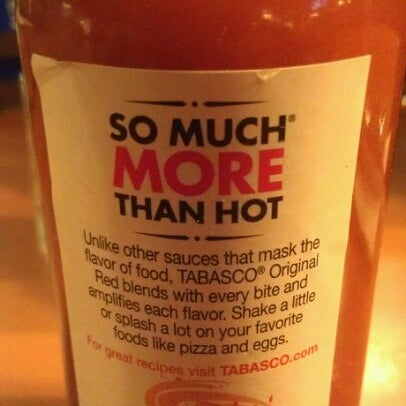 SO MUCH®
MORE
THAN HOT
Unlike other sauces that mask the
flavor of food, TABASCO® Original
Red blends with every bite and
amplifies each flavor. Shake a little
or splash a lot on your favorite
foods like pizza and eggs.
For great recipes visit TABASCO.com